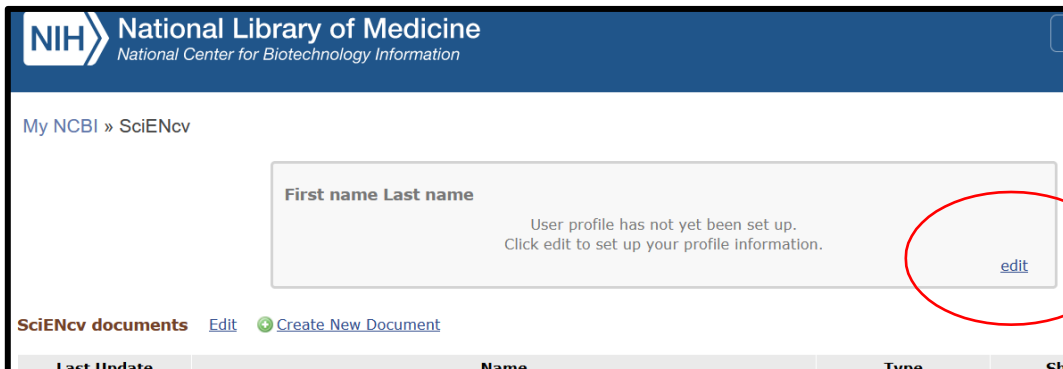 NIH National Library of Medicine
National Center for Biotechnology Information
My NCBI » SciENcv
First name Last name
User profile has not yet been set up.
Click edit to set up your profile information.
edit
SciENcv documents Edit Create New Document
Last Update Name Type